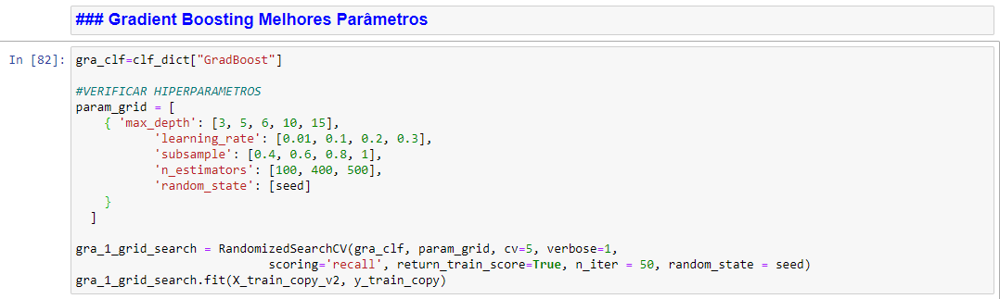 ### Gradient Boosting Melhores Parâmetros
In [82]: gra_clf=clf_dict["GradBoost"]
#VERIFICAR HIPERPARAMETROS
param_grid = [
{ 'max_depth': [3, 5, 6, 10, 15],
'learning_rate': [0.01, 0.1, 0.2, 0.3],
'subsample': [0.4, 0.6, 0.8, 1],
'n_estimators': [100, 400, 500],
'random_state': [seed]
}
]
gra_1_grid_search = RandomizedSearchCV(gra_clf, param_grid, cv=5, verbose=1,
scoring='recall', return_train_score=True, n_iter = 50, random_state = seed)
gra_1_grid_search.fit(X_train_copy_v2, y_train_copy)